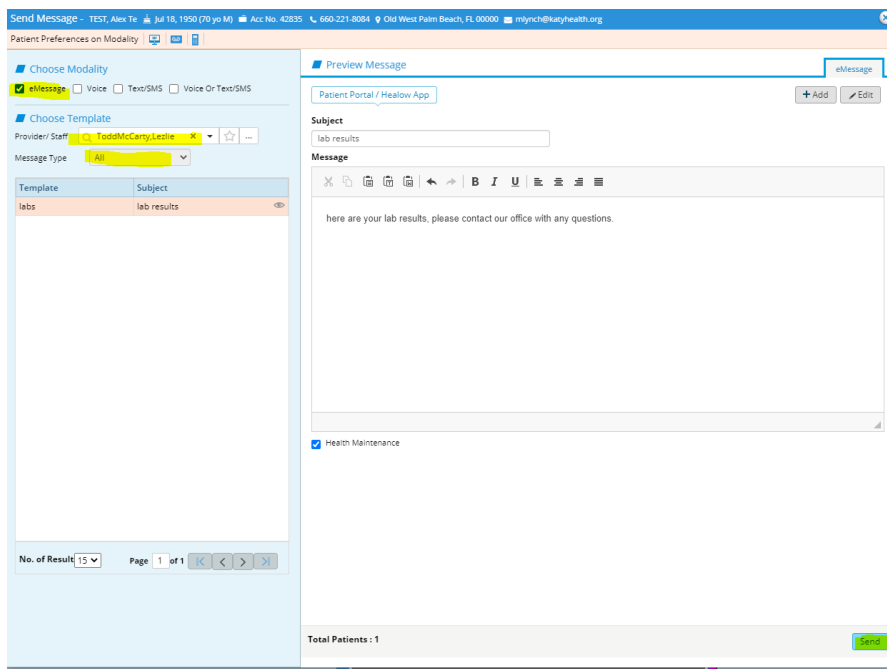 Send Message - TEST, Alex Te Jul 18, 1950 (70 yo M) Acc No. 42835 660-221-8084 Old West Palm Beach, FL 00000 mlynch@katyhealth.org
Patient Preferences on Modality
Choose Modality
eMessage Voice Text/SMS Voice Or Text/SMS
Choose Template
Provider/ Staff ToddMcCarty,Lezlie x ...
Message Type All
Template Subject
labs lab results
No. of Result 15 Page 1 of 1
Preview Message
eMessage
Patient Portal / Healow App + Add Edit
Subject
lab results
Message
B I U
here are your lab results, please contact our office with any questions.
Health Maintenance
Total Patients : 1 Send